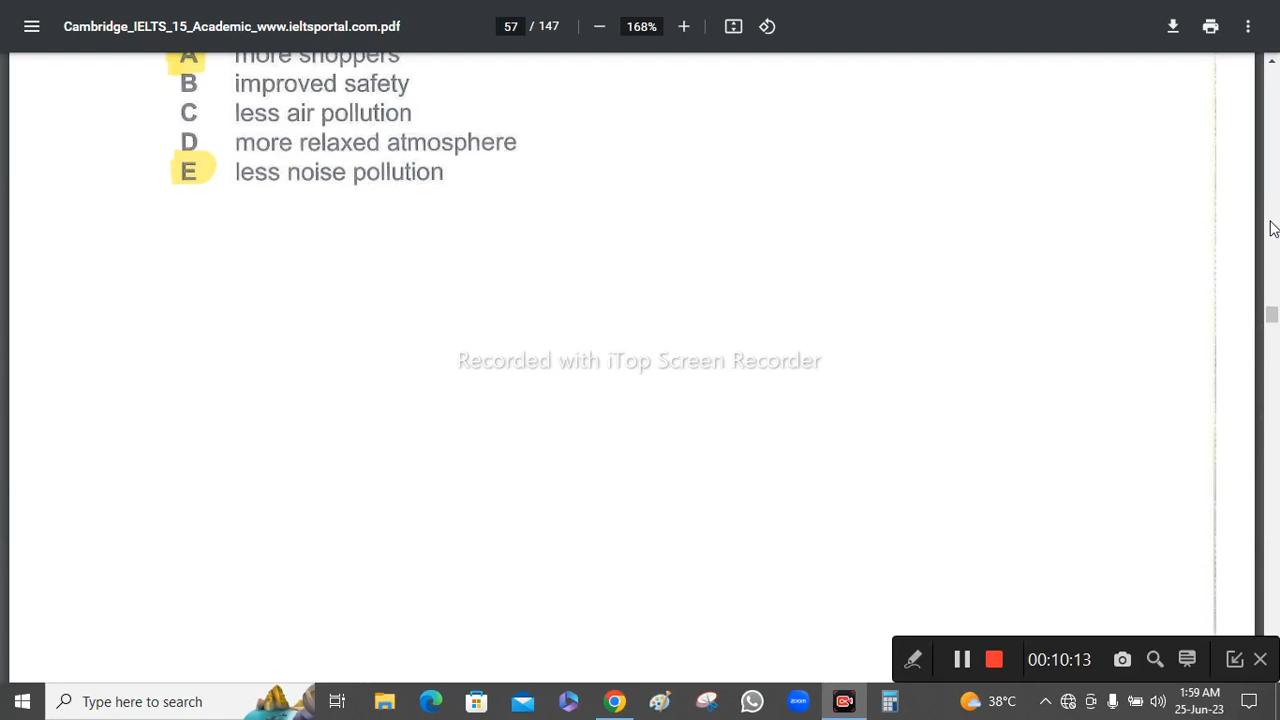 Cambridge_IELTS_15_Academic_www.ieltsportal.com.pdf
57 / 147
168%
A more shoppers
B improved safety
C less air pollution
D more relaxed atmosphere
E less noise pollution
Recorded with iTop Screen Recorder
00:10:13
Type here to search
zoom
38°C
1:59 AM
25-Jun-23